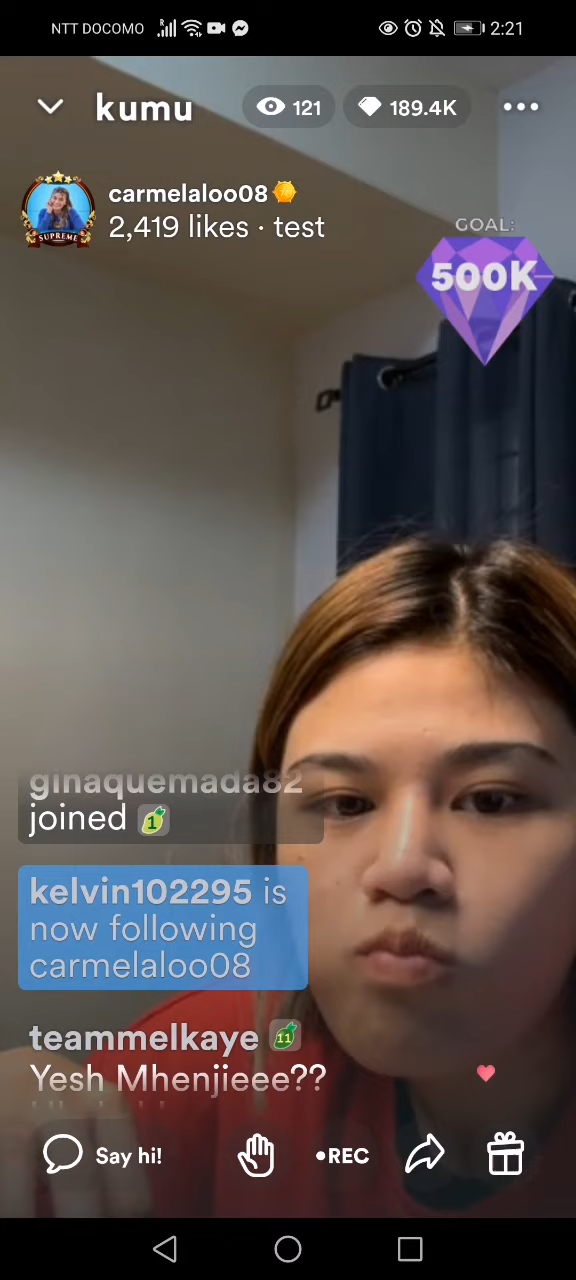 NTT DOCOMO 2:21
kumu 121 189.4K
carmelaloo08
2,419 likes · test
GOAL:
500K
SUPREME
ginaquemada82
joined 1
kelvin102295 is
now following
carmelaloo08
teammelkaye 11
Yesh Mhenjieee??
Say hi! •REC